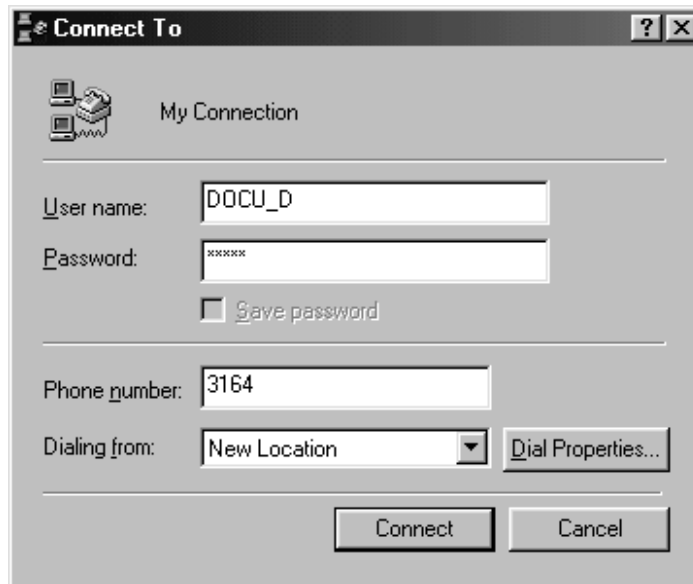 Connect To
My Connection
User name: DOCU_D
Password: *****
Save password
Phone number: 3164
Dialing from: New Location Dial Properties...
Connect Cancel